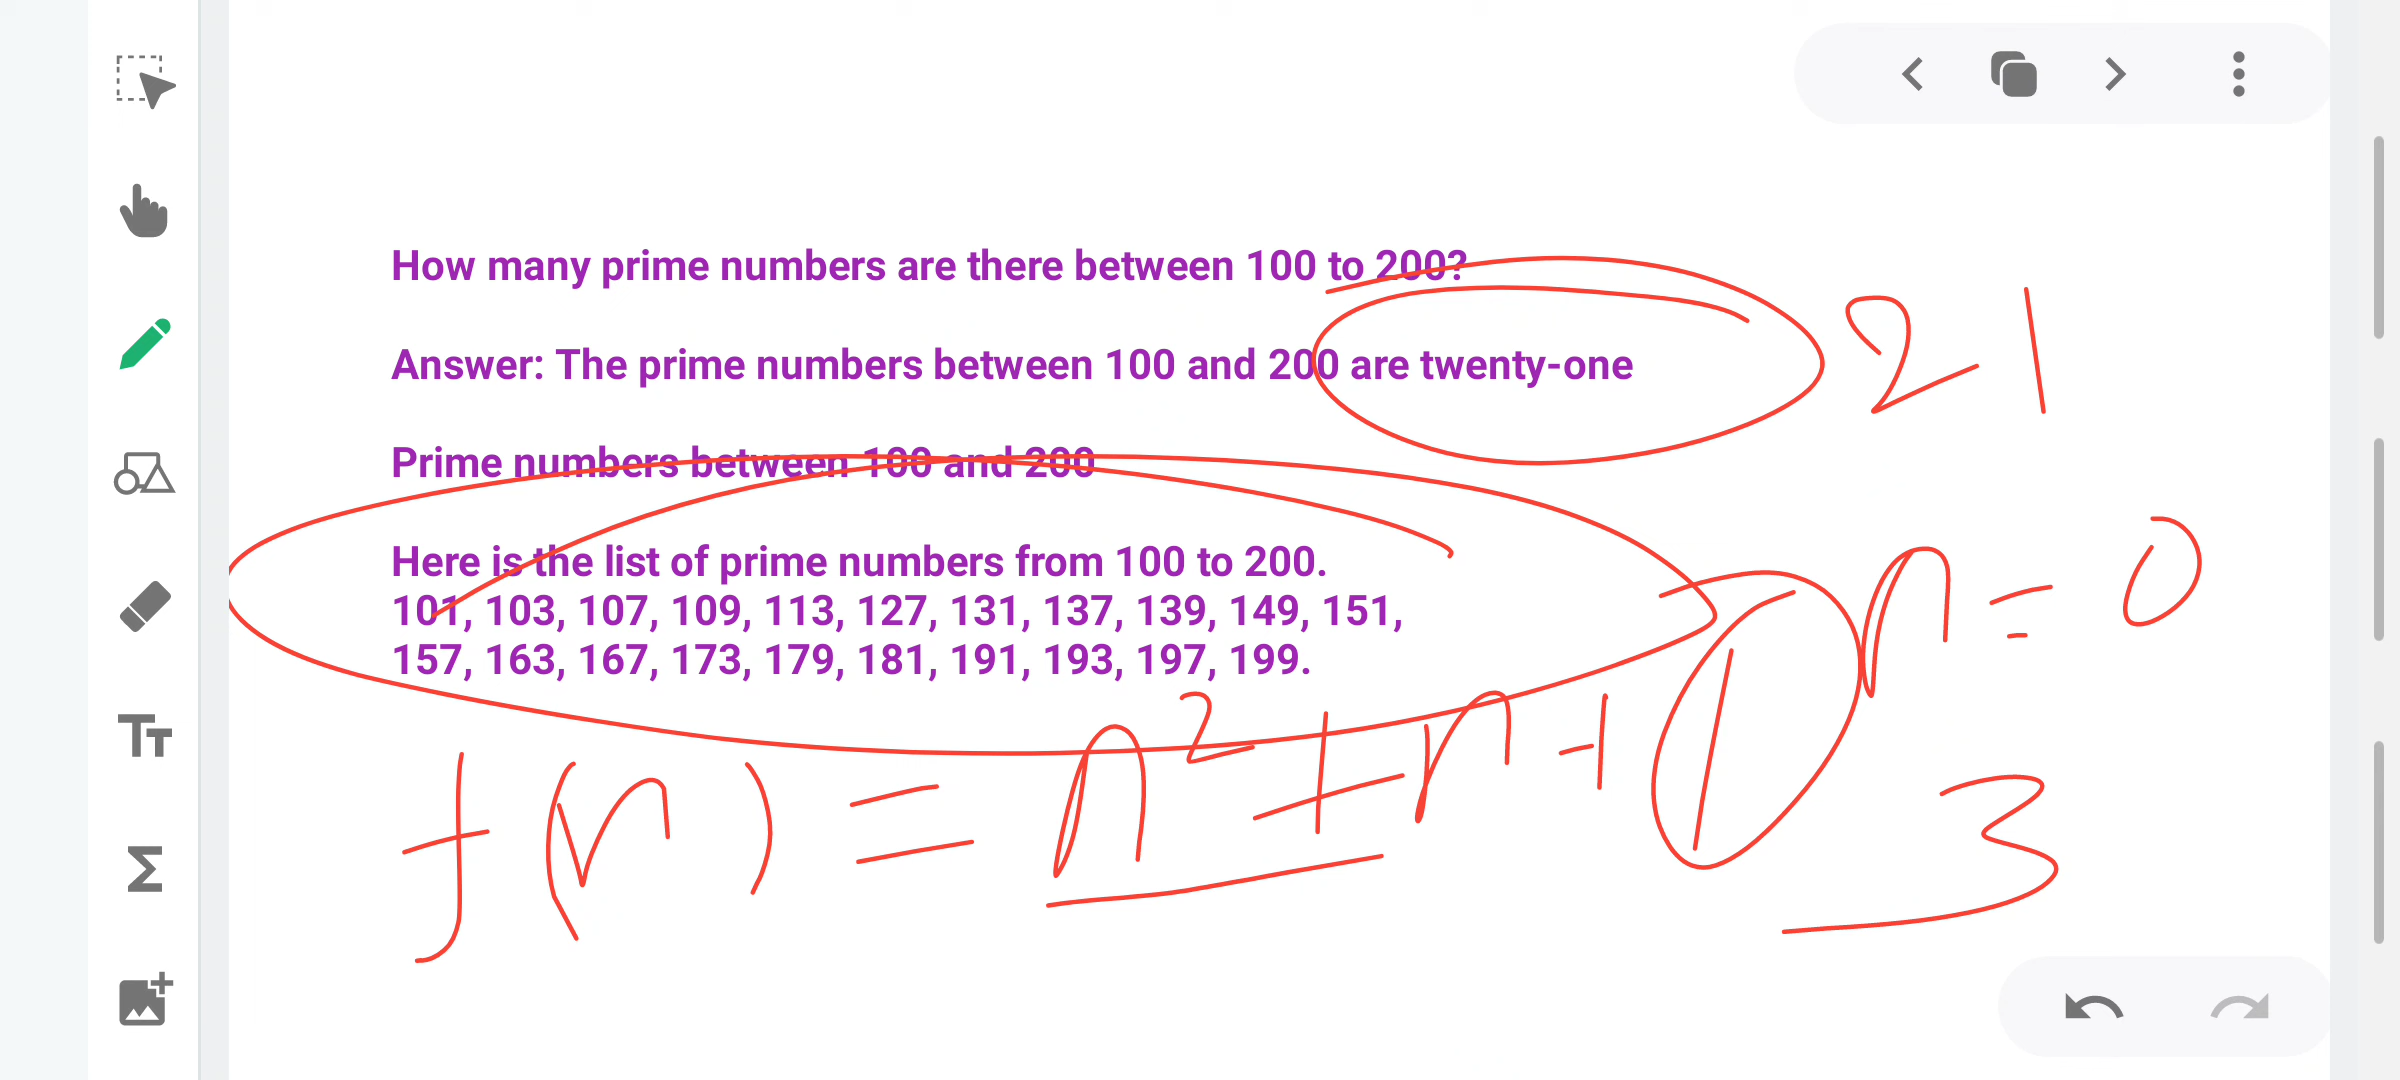 How many prime numbers are there between 100 to 200?
Answer: The prime numbers between 100 and 200 are twenty-one
21
Prime numbers between 100 and 200
Here is the list of prime numbers from 100 to 200.
101, 103, 107, 109, 113, 127, 131, 137, 139, 149, 151,
157, 163, 167, 173, 179, 181, 191, 193, 197, 199.
n = 0
f(n) = n² + n + 1
3
Tт
Σ